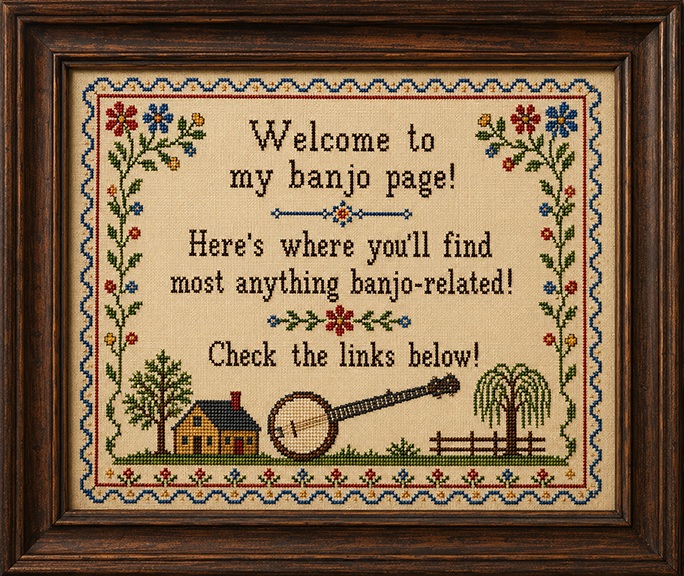 Welcome to
my banjo page!
Here's where you'll find
most anything banjo-related!
Check the links below!